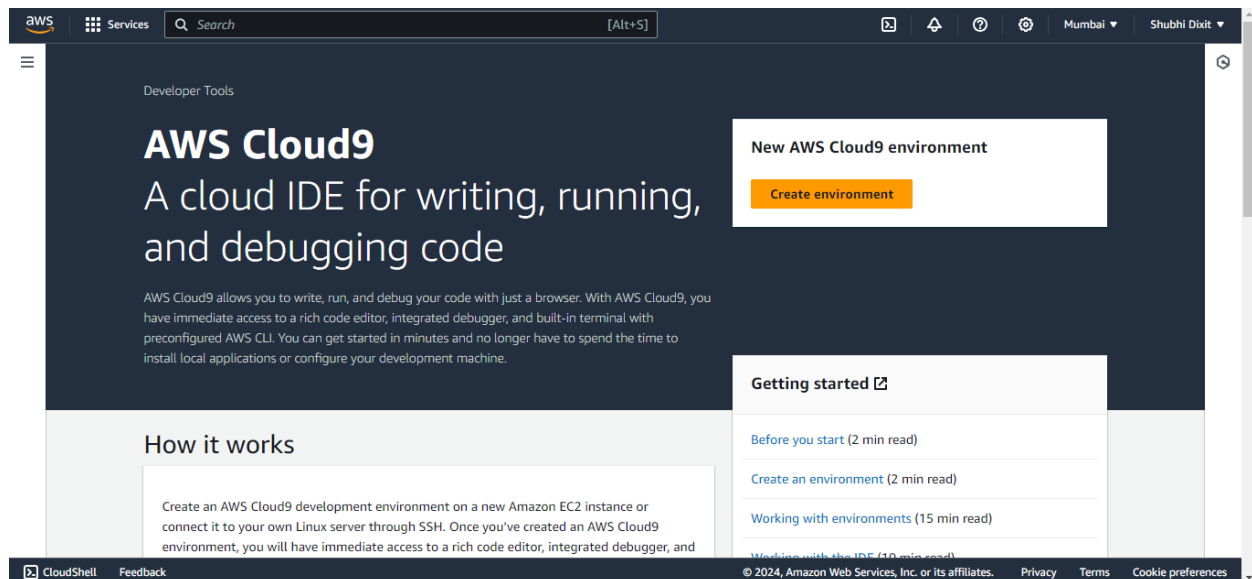 aws
Services
Search
[Alt+S]
Mumbai
Shubhi Dixit
Developer Tools
AWS Cloud9
A cloud IDE for writing, running,
and debugging code
AWS Cloud9 allows you to write, run, and debug your code with just a browser. With AWS Cloud9, you
have immediate access to a rich code editor, integrated debugger, and built-in terminal with
preconfigured AWS CLI. You can get started in minutes and no longer have to spend the time to
install local applications or configure your development machine.
New AWS Cloud9 environment
Create environment
Getting started
Before you start (2 min read)
Create an environment (2 min read)
Working with environments (15 min read)
Working with the IDE (10 min read)
How it works
Create an AWS Cloud9 development environment on a new Amazon EC2 instance or
connect it to your own Linux server through SSH. Once you've created an AWS Cloud9
environment, you will have immediate access to a rich code editor, integrated debugger, and
CloudShell
Feedback
© 2024, Amazon Web Services, Inc. or its affiliates.
Privacy
Terms
Cookie preferences